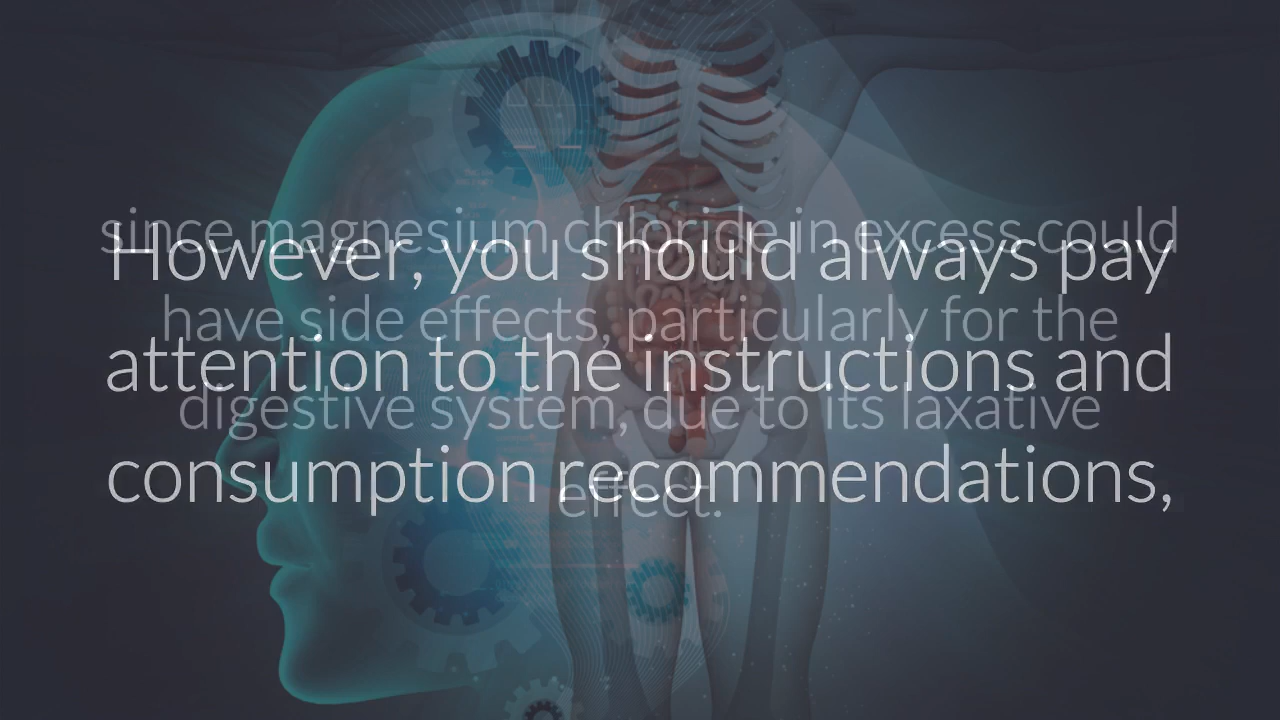 However, you should always pay
attention to the instructions and
consumption recommendations,
since magnesium chloride in excess could
have side effects, particularly for the
digestive system, due to its laxative
effect.